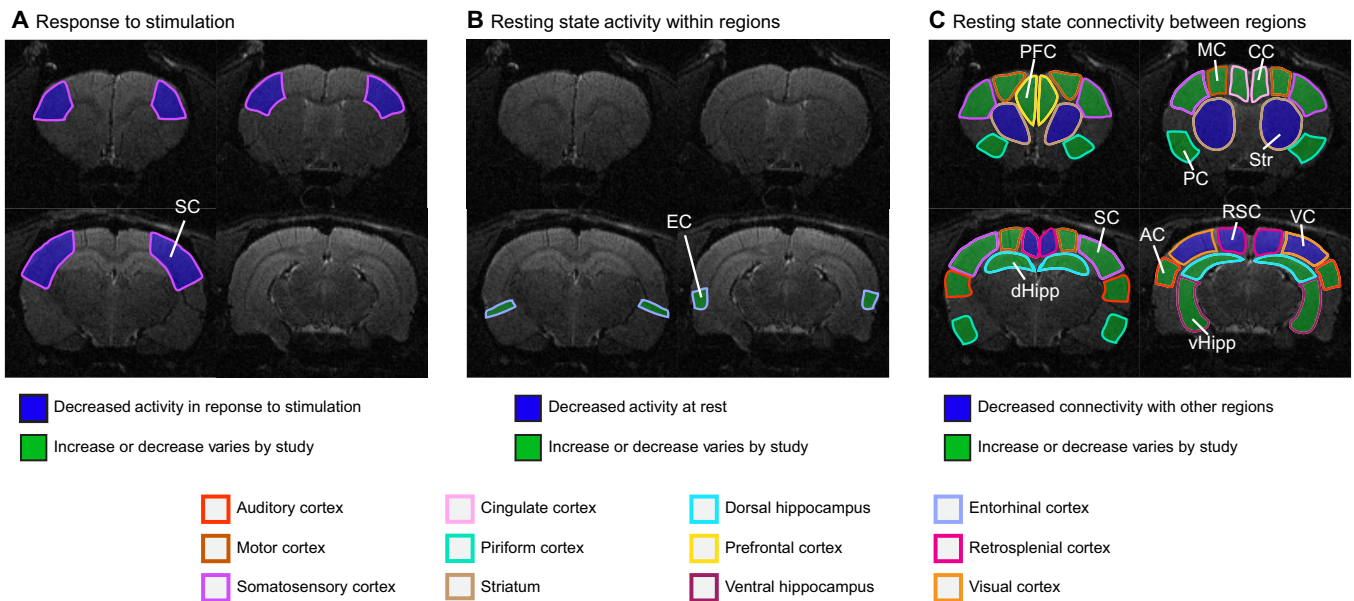 A Response to stimulation
B Resting state activity within regions
C Resting state connectivity between regions
SC
EC
PFC
MC
CC
PC
Str
AC
RSC
VC
SC
dHipp
vHipp
Decreased activity in reponse to stimulation
Increase or decrease varies by study
Decreased activity at rest
Increase or decrease varies by study
Decreased connectivity with other regions
Increase or decrease varies by study
Auditory cortex
Cingulate cortex
Dorsal hippocampus
Entorhinal cortex
Motor cortex
Piriform cortex
Prefrontal cortex
Retrosplenial cortex
Somatosensory cortex
Striatum
Ventral hippocampus
Visual cortex